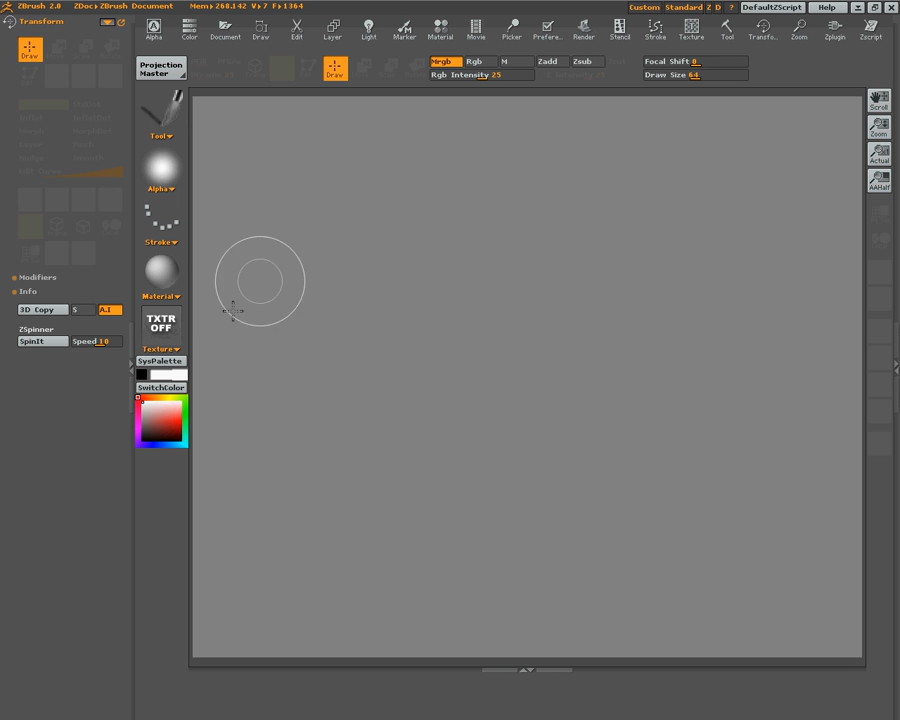 ZBrush 2.0 ZDoc▸ZBrush Document Mem▸268.142 V▸7 F▸1364 Custom Standard Z D ? DefaultZScript Help
Transform
Alpha Color Document Draw Edit Layer Light Marker Material Movie Picker Prefere... Render Stencil Stroke Texture Tool Transfo... Zoom Zplugin Zscript
Draw
Projection Master
Draw
Mrgb Rgb M Zadd Zsub
Rgb Intensity 25
Focal Shift 0
Draw Size 64
Scroll
Zoom
Actual
AAHalf
Tool
Alpha
Stroke
Material
TXTR OFF
Texture
SysPalette
SwitchColor
Edit Curve
Modifiers
Info
3D Copy S A.I
ZSpinner
SpinIt Speed 10